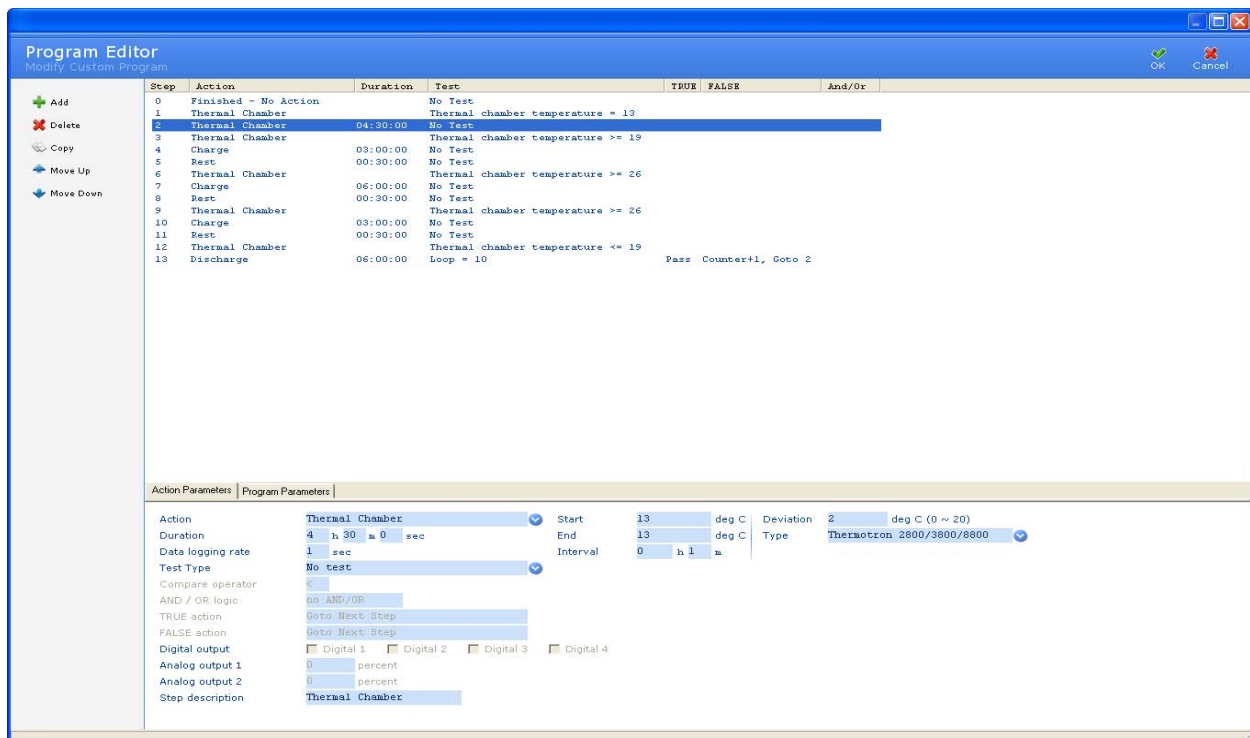 Program Editor
Modify Custom Program
OK Cancel
Add
Delete
Copy
Move Up
Move Down
Step Action Duration Test TRUE FALSE And/Or
0 Finished - No Action No Test
1 Thermal Chamber Thermal chamber temperature = 13
2 Thermal Chamber 04:30:00 No Test
3 Thermal Chamber Thermal chamber temperature >= 19
4 Charge 03:00:00 No Test
5 Rest 00:30:00 No Test
6 Thermal Chamber Thermal chamber temperature >= 26
7 Charge 06:00:00 No Test
8 Rest 00:30:00 No Test
9 Thermal Chamber Thermal chamber temperature >= 26
10 Charge 03:00:00 No Test
11 Rest 00:30:00 No Test
12 Thermal Chamber Thermal chamber temperature <= 19
13 Discharge 06:00:00 Loop = 10 Pass Counter+1, Goto 2
Action Parameters Program Parameters
Action Thermal Chamber Start 13 deg C Deviation 2 deg C (0 ~ 20)
Duration 4 h 30 m 0 sec End 13 deg C Type Thermotron 2800/3800/8800
Data logging rate 1 sec Interval 0 h 1 m
Test Type No test
Compare operator <
AND / OR logic no AND/OR
TRUE action Goto Next Step
FALSE action Goto Next Step
Digital output Digital 1 Digital 2 Digital 3 Digital 4
Analog output 1 0 percent
Analog output 2 0 percent
Step description Thermal Chamber